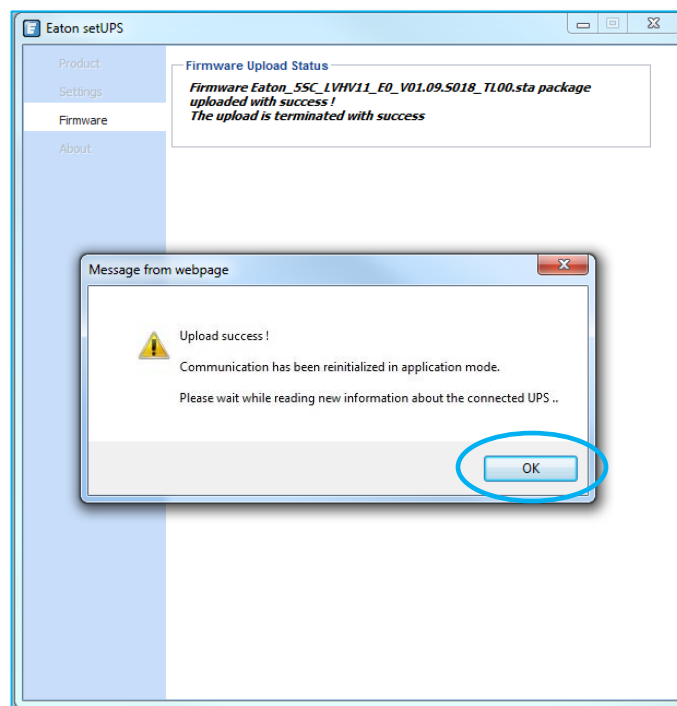 Eaton setUPS
Product
Settings
Firmware
About
Firmware Upload Status
Firmware Eaton_5SC_LVHV11_E0_V01.09.S018_TL00.sta package
uploaded with success !
The upload is terminated with success
Message from webpage
Upload success !
Communication has been reinitialized in application mode.
Please wait while reading new information about the connected UPS ..
OK